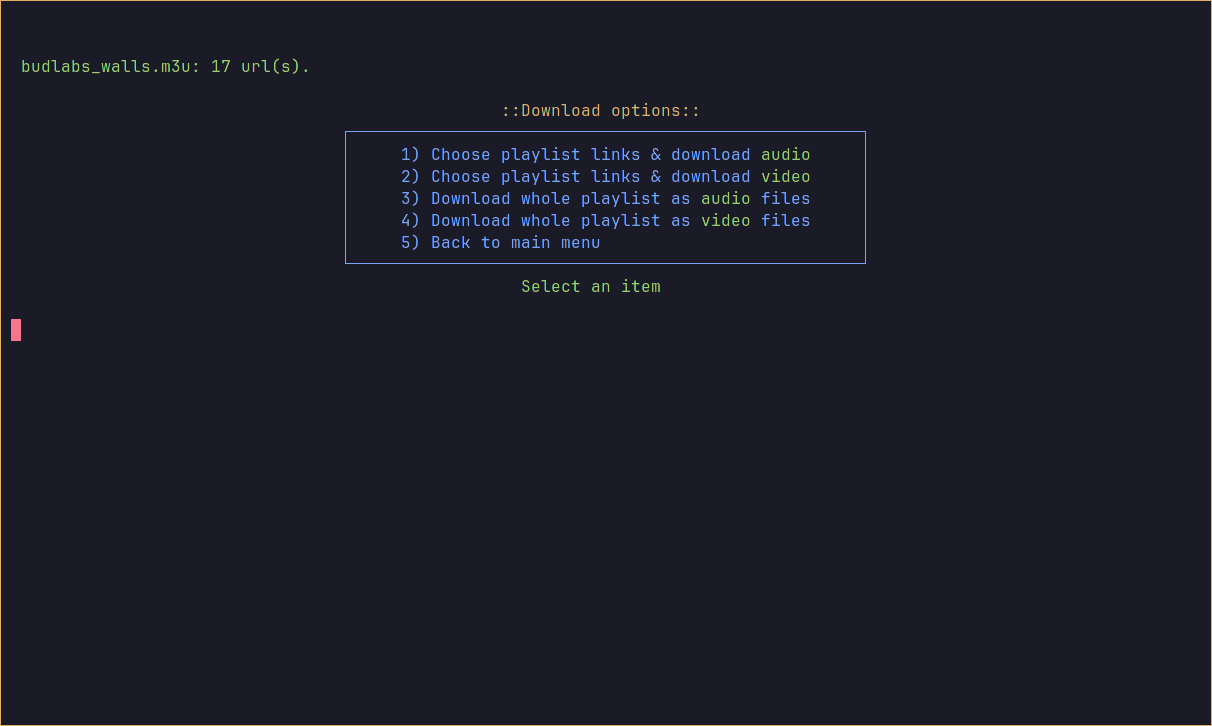 budlabs_walls.m3u: 17 url(s).
::Download options::
1) Choose playlist links & download audio
2) Choose playlist links & download video
3) Download whole playlist as audio files
4) Download whole playlist as video files
5) Back to main menu
Select an item